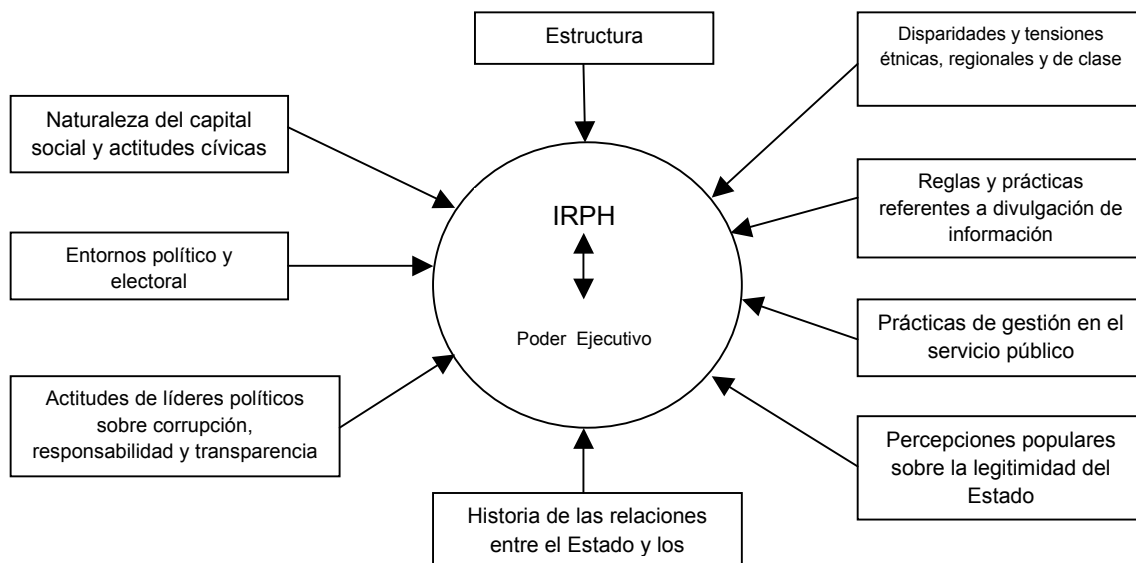 Estructura
Disparidades y tensiones
étnicas, regionales y de clase
Naturaleza del capital
social y actitudes cívicas
Reglas y prácticas
referentes a divulgación de
información
IRPH
Entornos político y
electoral
Poder Ejecutivo
Prácticas de gestión en el
servicio público
Actitudes de líderes políticos
sobre corrupción,
responsabilidad y transparencia
Percepciones populares
sobre la legitimidad del
Estado
Historia de las relaciones
entre el Estado y los